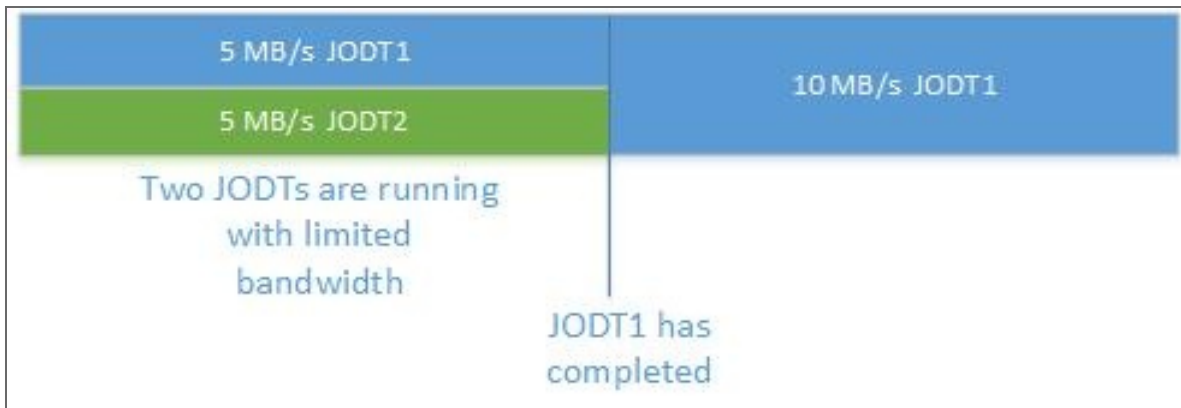 5 MB/s JODT1
10 MB/s JODT1
5 MB/s JODT2
Two JODTs are running
with limited
bandwidth
JODT1 has
completed